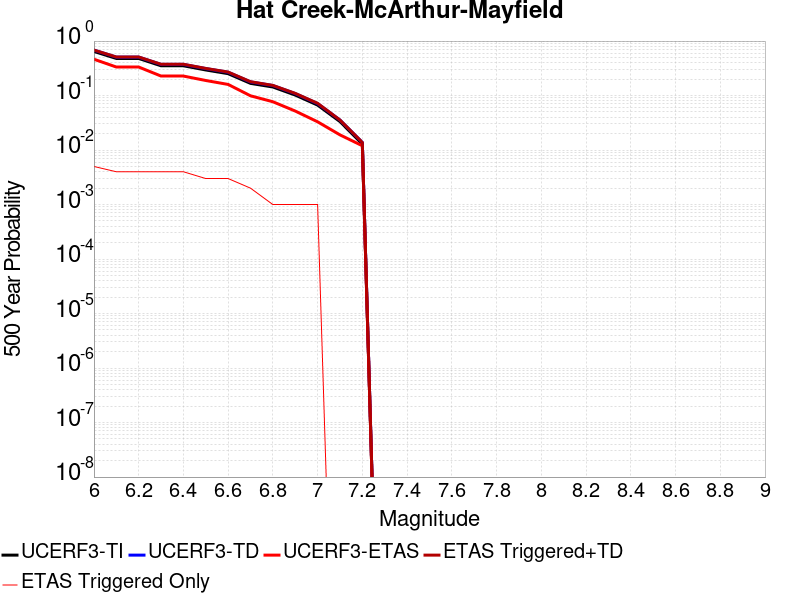 Hat Creek-McArthur-Mayfield
500 Year Probability
10^0
10^-1
10^-2
10^-3
10^-4
10^-5
10^-6
10^-7
10^-8
6 6.2 6.4 6.6 6.8 7 7.2 7.4 7.6 7.8 8 8.2 8.4 8.6 8.8 9
Magnitude
UCERF3-TI UCERF3-TD UCERF3-ETAS ETAS Triggered+TD
ETAS Triggered Only